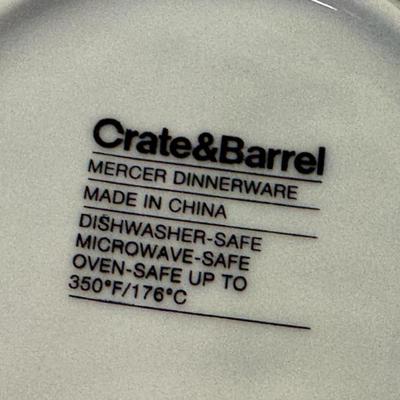 Crate&Barrel
MERCER DINNERWARE
MADE IN CHINA
DISHWASHER-SAFE
MICROWAVE-SAFE
OVEN-SAFE UP TO
350°F/176°C